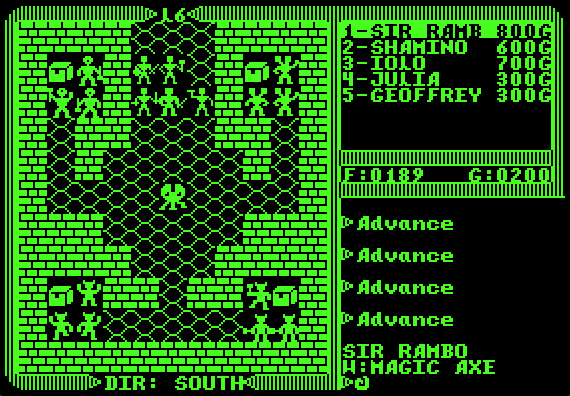 L6
1-SIR RAMB 800G
2-SHAMINO 600G
3-IOLO 700G
4-JULIA 300G
5-GEOFFREY 300G
F:0189 G:0200
Advance
Advance
Advance
Advance
SIR RAMBO
W:MAGIC AXE
DIR: SOUTH